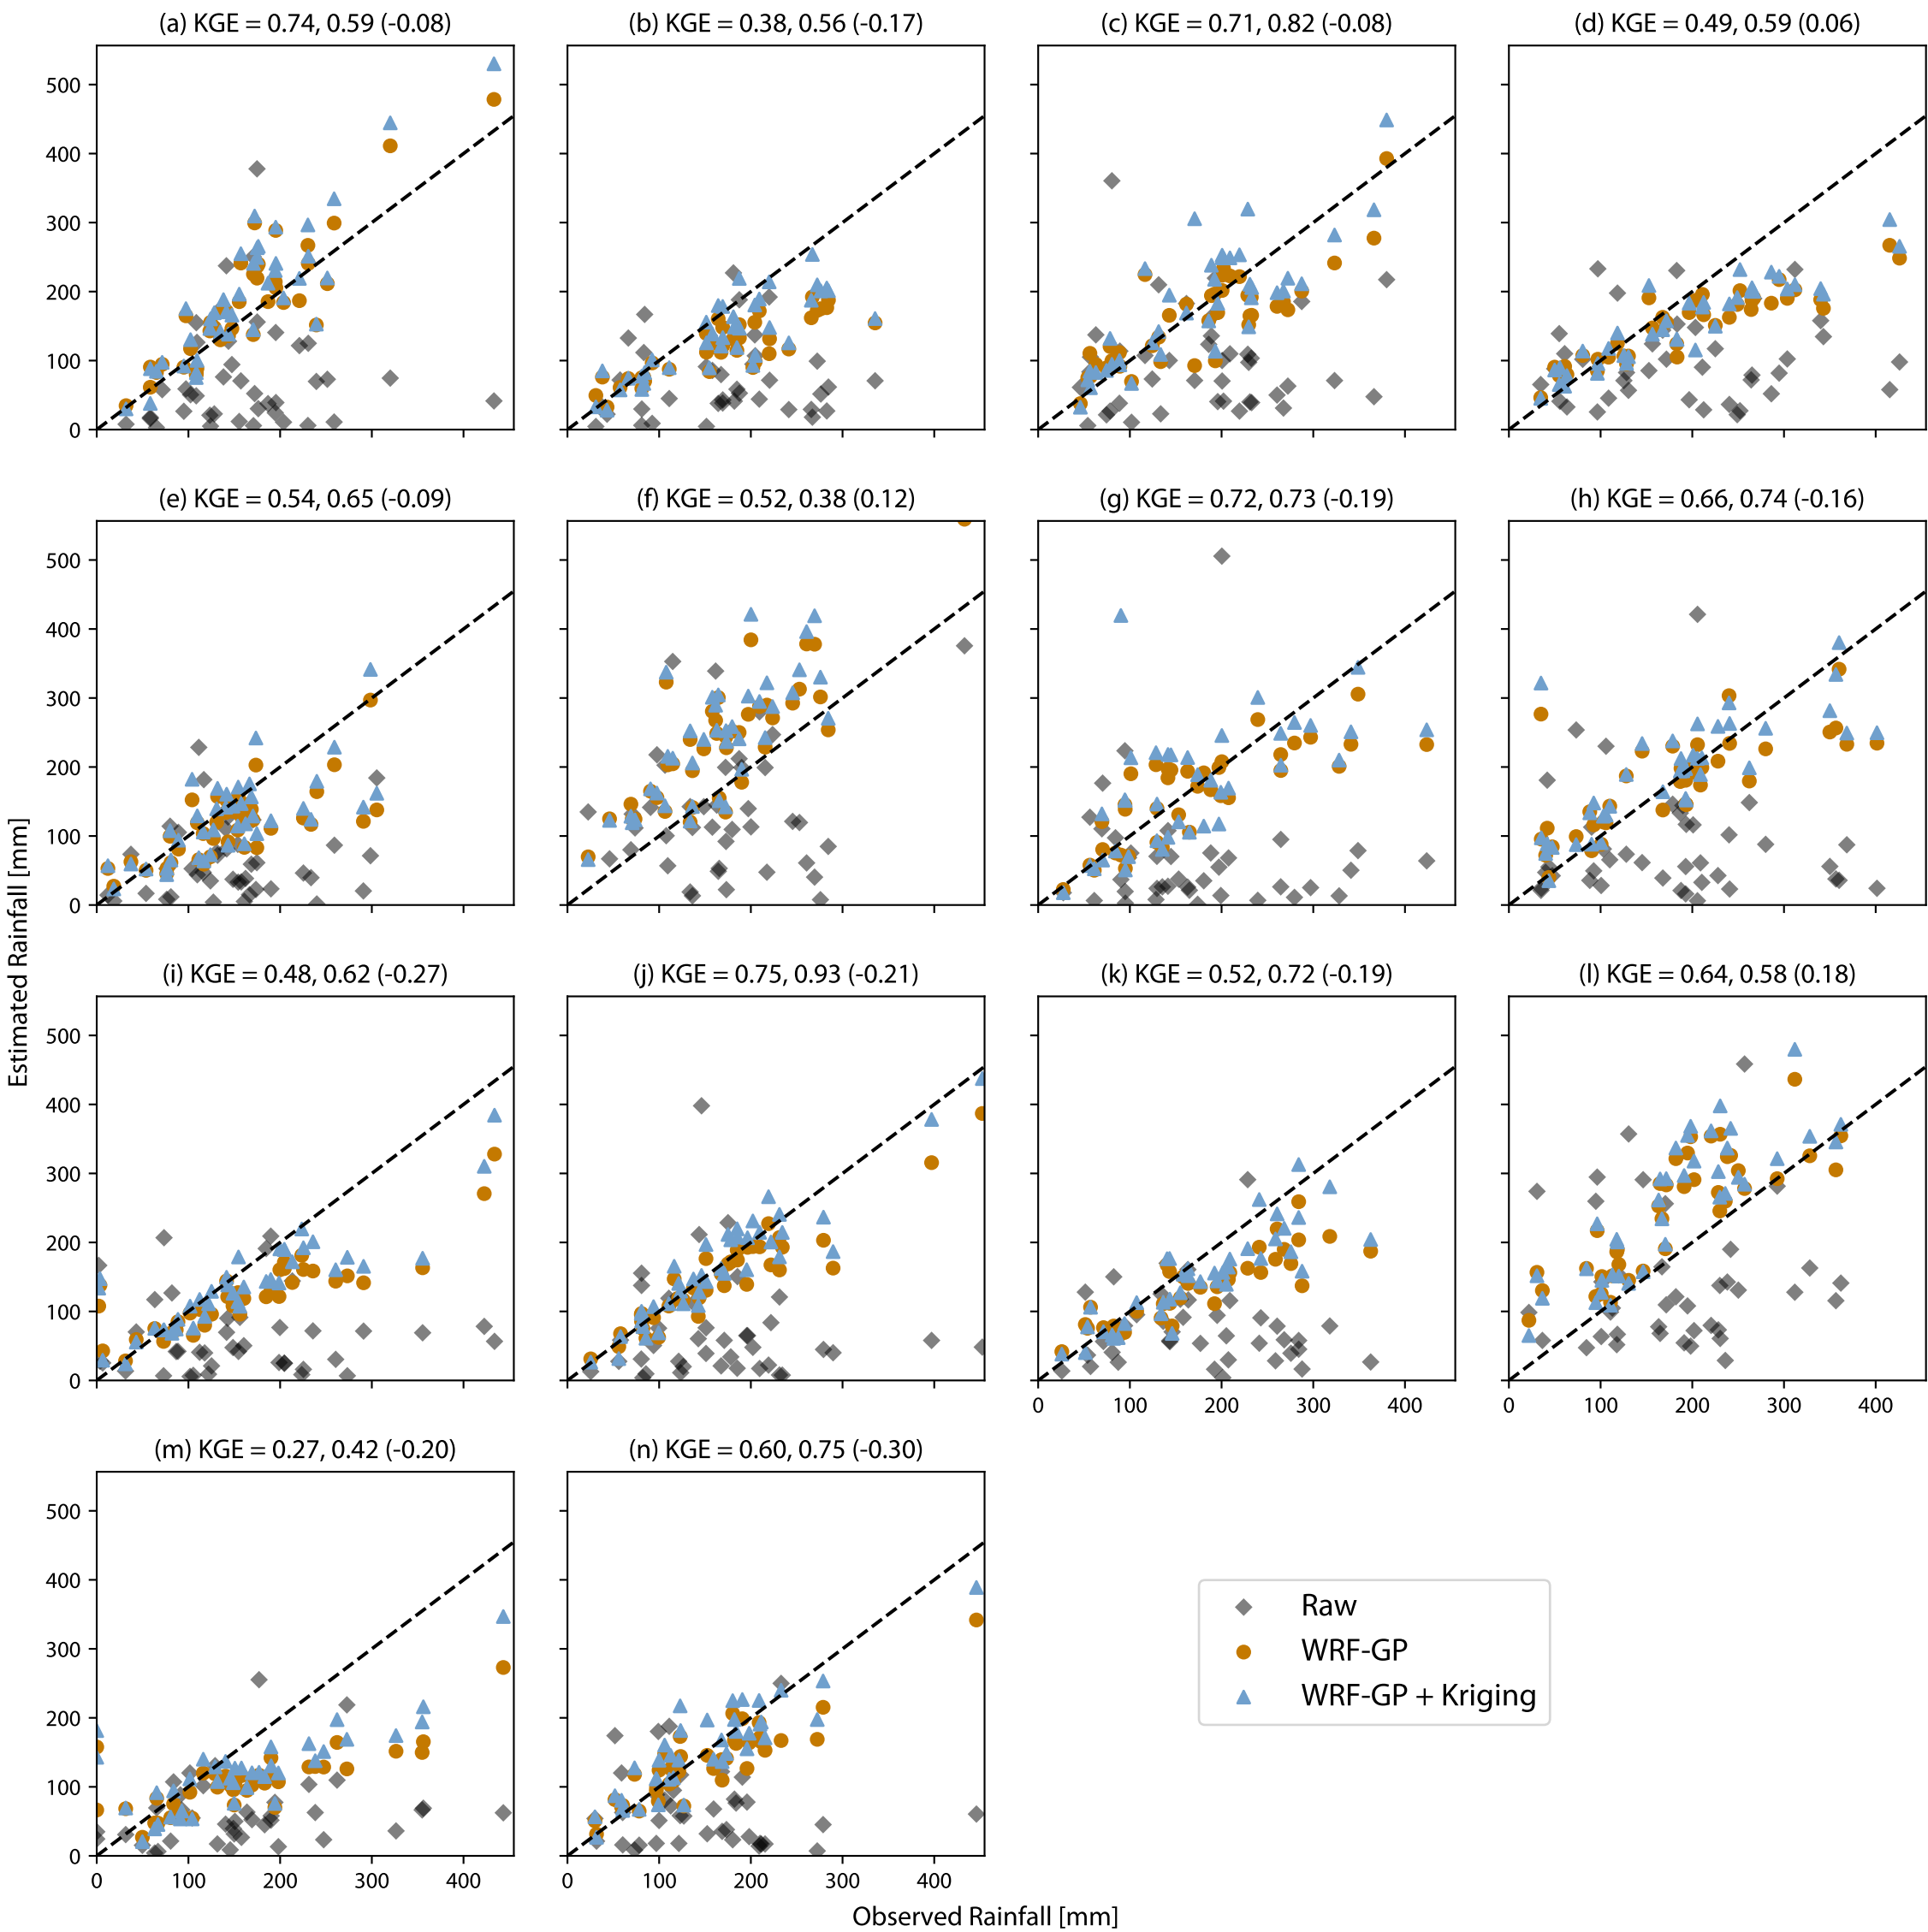 (a) KGE = 0.74, 0.59 (-0.08)
(b) KGE = 0.38, 0.56 (-0.17)
(c) KGE = 0.71, 0.82 (-0.08)
(d) KGE = 0.49, 0.59 (0.06)
500
400
300
200
100
0
0
100
200
300
400
(e) KGE = 0.54, 0.65 (-0.09)
(f) KGE = 0.52, 0.38 (0.12)
(g) KGE = 0.72, 0.73 (-0.19)
(h) KGE = 0.66, 0.74 (-0.16)
500
400
300
200
100
0
Estimated Rainfall [mm]
(i) KGE = 0.48, 0.62 (-0.27)
(j) KGE = 0.75, 0.93 (-0.21)
(k) KGE = 0.52, 0.72 (-0.19)
(l) KGE = 0.64, 0.58 (0.18)
500
400
300
200
100
0
0 100 200 300 400
0 100 200 300 400
(m) KGE = 0.27, 0.42 (-0.20)
(n) KGE = 0.60, 0.75 (-0.30)
500
400
300
200
100
0
0 100 200 300 400
0 100 200 300 400
Raw
WRF-GP
WRF-GP + Kriging
Observed Rainfall [mm]